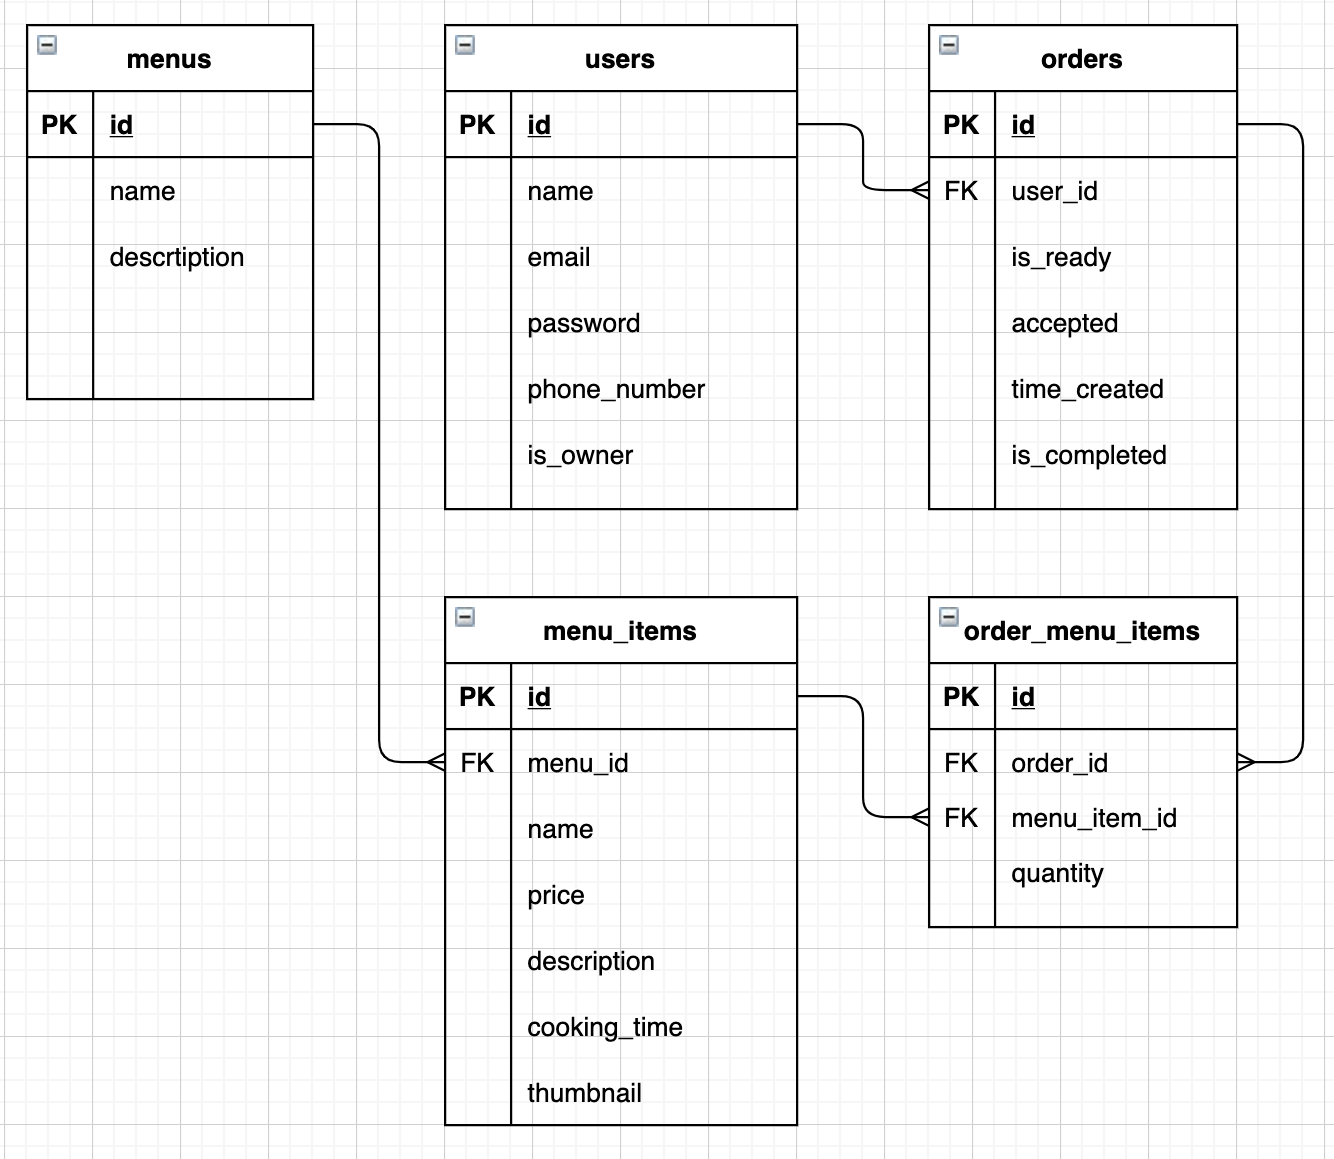 menus
PK id
name
descrtiption
users
PK id
name
email
password
phone_number
is_owner
orders
PK id
FK user_id
is_ready
accepted
time_created
is_completed
menu_items
PK id
FK menu_id
name
price
description
cooking_time
thumbnail
order_menu_items
PK id
FK order_id
FK menu_item_id
quantity